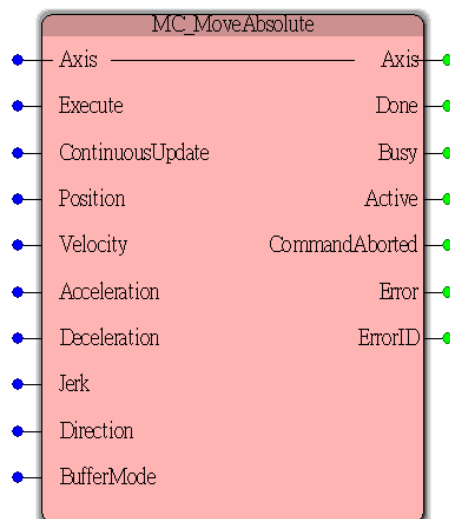 MC_MoveAbsolute
Axis Axis
Execute Done
ContinuousUpdate Busy
Position Active
Velocity CommandAborted
Acceleration Error
Deceleration ErrorID
Jerk
Direction
BufferMode